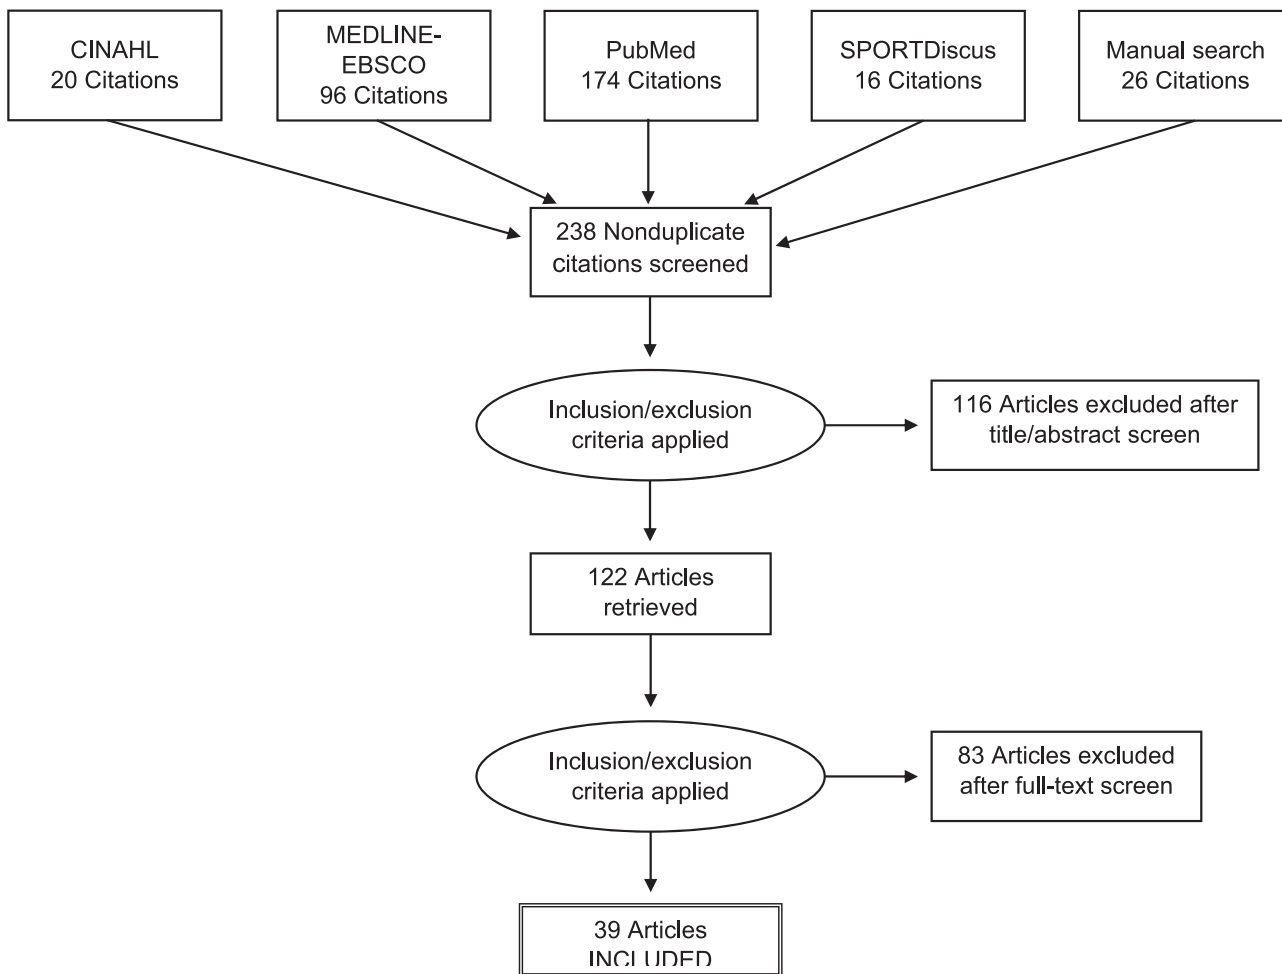 CINAHL
20 Citations
MEDLINE-
EBSCO
96 Citations
PubMed
174 Citations
SPORTDiscus
16 Citations
Manual search
26 Citations
238 Nonduplicate
citations screened
Inclusion/exclusion
criteria applied
116 Articles excluded after
title/abstract screen
122 Articles
retrieved
Inclusion/exclusion
criteria applied
83 Articles excluded
after full-text screen
39 Articles
INCLUDED